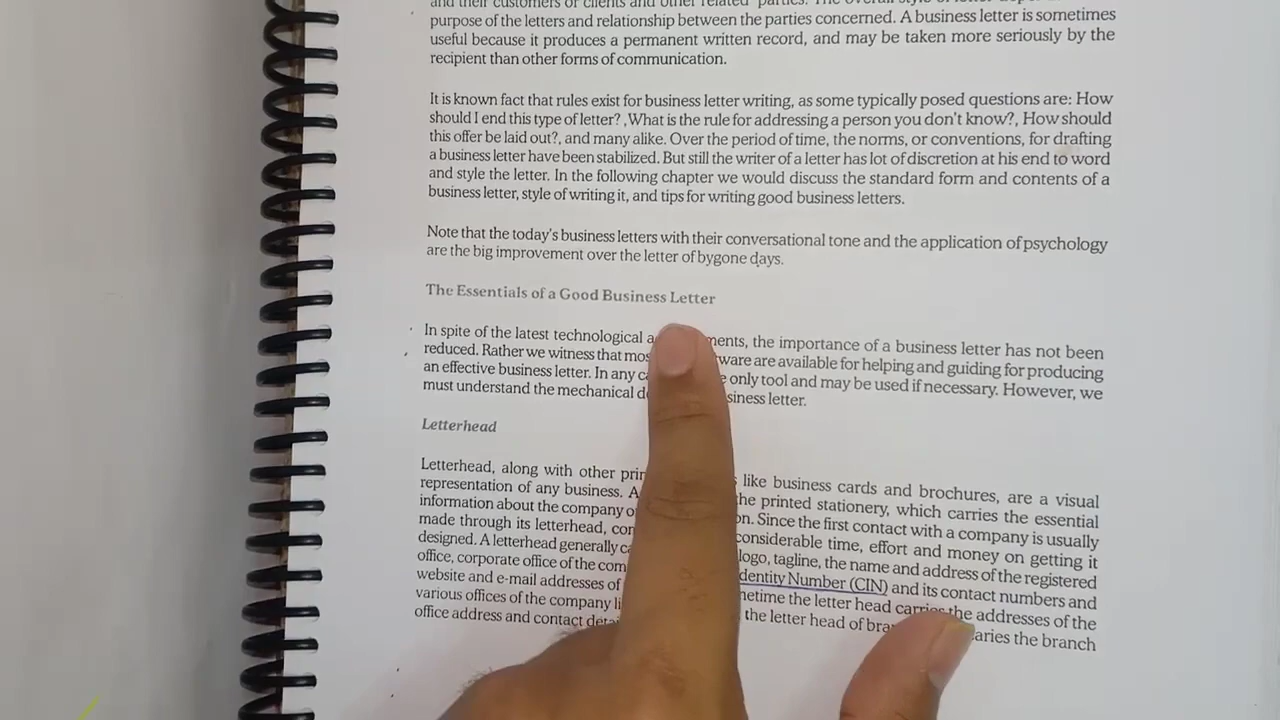 and their customers or clients and other related parties. The overall style of letter
purpose of the letters and relationship between the parties concerned. A business letter is sometimes
useful because it produces a permanent written record, and may be taken more seriously by the
recipient than other forms of communication.
It is known fact that rules exist for business letter writing, as some typically posed questions are: How
should I end this type of letter? ,What is the rule for addressing a person you don't know?, How should
this offer be laid out?, and many alike. Over the period of time, the norms, or conventions, for drafting
a business letter have been stabilized. But still the writer of a letter has lot of discretion at his end to word
and style the letter. In the following chapter we would discuss the standard form and contents of a
business letter, style of writing it, and tips for writing good business letters.
Note that the today's business letters with their conversational tone and the application of psychology
are the big improvement over the letter of bygone days.
The Essentials of a Good Business Letter
In spite of the latest technological the importance of a business letter has not been
reduced. Rather we witness that are available for helping and guiding for producing
an effective business letter. In any only tool and may be used if necessary. However, we
must understand the mechanical letter.
Letterhead
Letterhead, along with other like business cards and brochures, are a visual
representation of any business. the printed stationery, which carries the essential
information about the company Since the first contact with a company is usually
made through its letterhead, considerable time, effort and money on getting it
designed. A letterhead generally logo, tagline, the name and address of the registered
office, corporate office of the Identity Number (CIN) and its contact numbers and
website and e-mail addresses of the letter head carries the addresses of the
various offices of the company the letter head of the branch
office address and contact